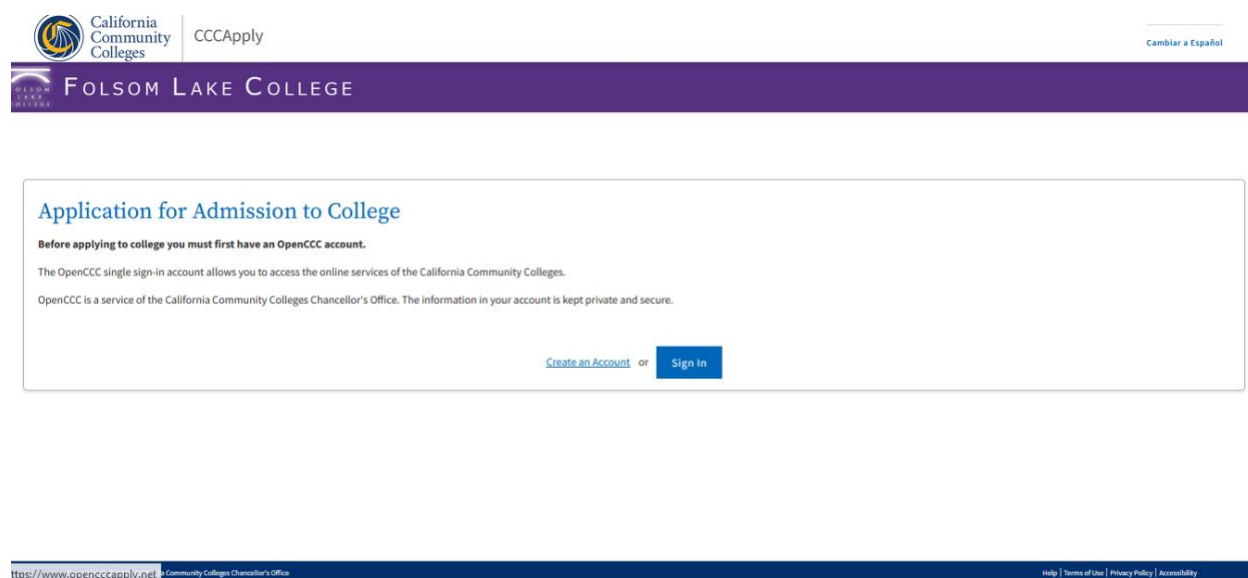 California
Community
Colleges
CCCApply
Cambiar a Español
FOLSOM LAKE COLLEGE
FOLSOM
LAKE
COLLEGE
Application for Admission to College
Before applying to college you must first have an OpenCCC account.
The OpenCCC single sign-in account allows you to access the online services of the California Community Colleges.
OpenCCC is a service of the California Community Colleges Chancellor's Office. The information in your account is kept private and secure.
Create an Account or Sign In
ttps://www.opencccapply.net a Community Colleges Chancellor's Office
Help | Terms of Use | Privacy Policy | Accessibility